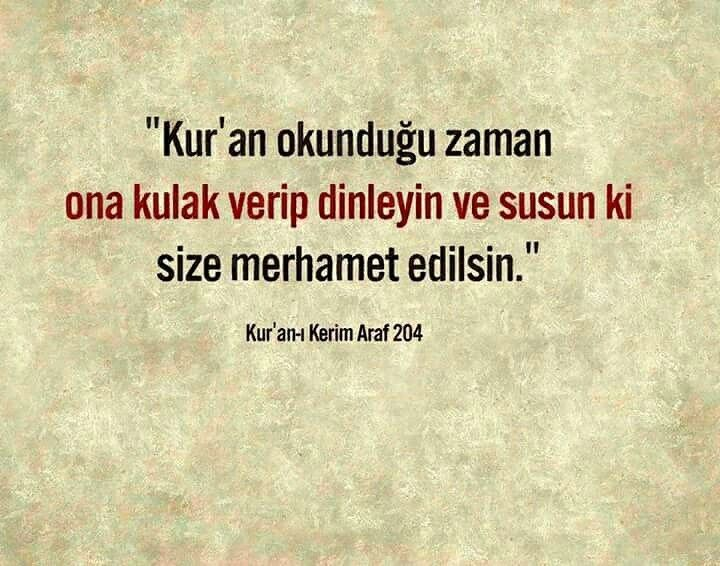 "Kur'an okunduğu zaman
ona kulak verip dinleyin ve susun ki
size merhamet edilsin."
Kur'an-ı Kerim Araf 204